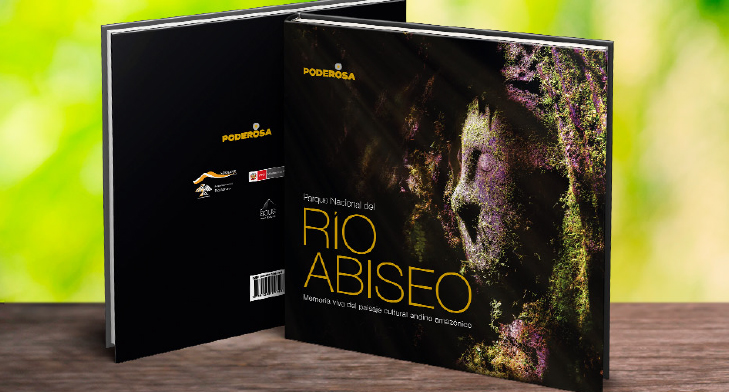 PODEROSA
PODEROSA
Parque Nacional del
RÍO
ABISEO
Memoria viva del paisaje cultural andino amazónico